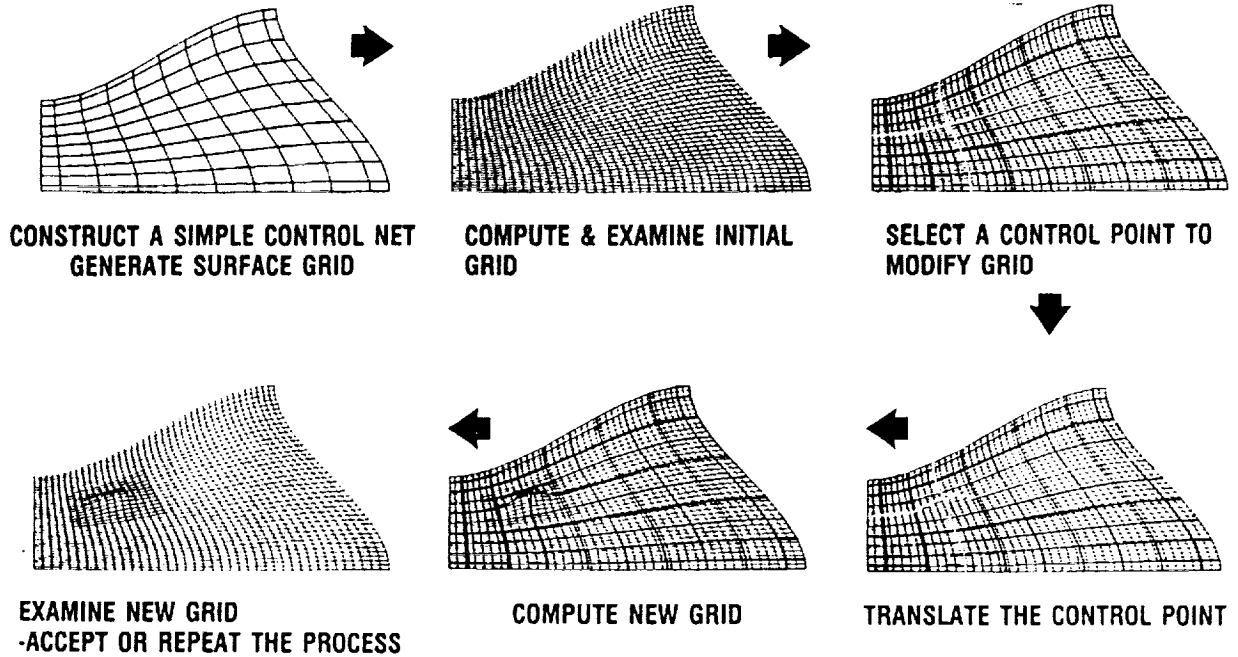 CONSTRUCT A SIMPLE CONTROL NET
GENERATE SURFACE GRID
COMPUTE & EXAMINE INITIAL
GRID
SELECT A CONTROL POINT TO
MODIFY GRID
EXAMINE NEW GRID
-ACCEPT OR REPEAT THE PROCESS
COMPUTE NEW GRID
TRANSLATE THE CONTROL POINT